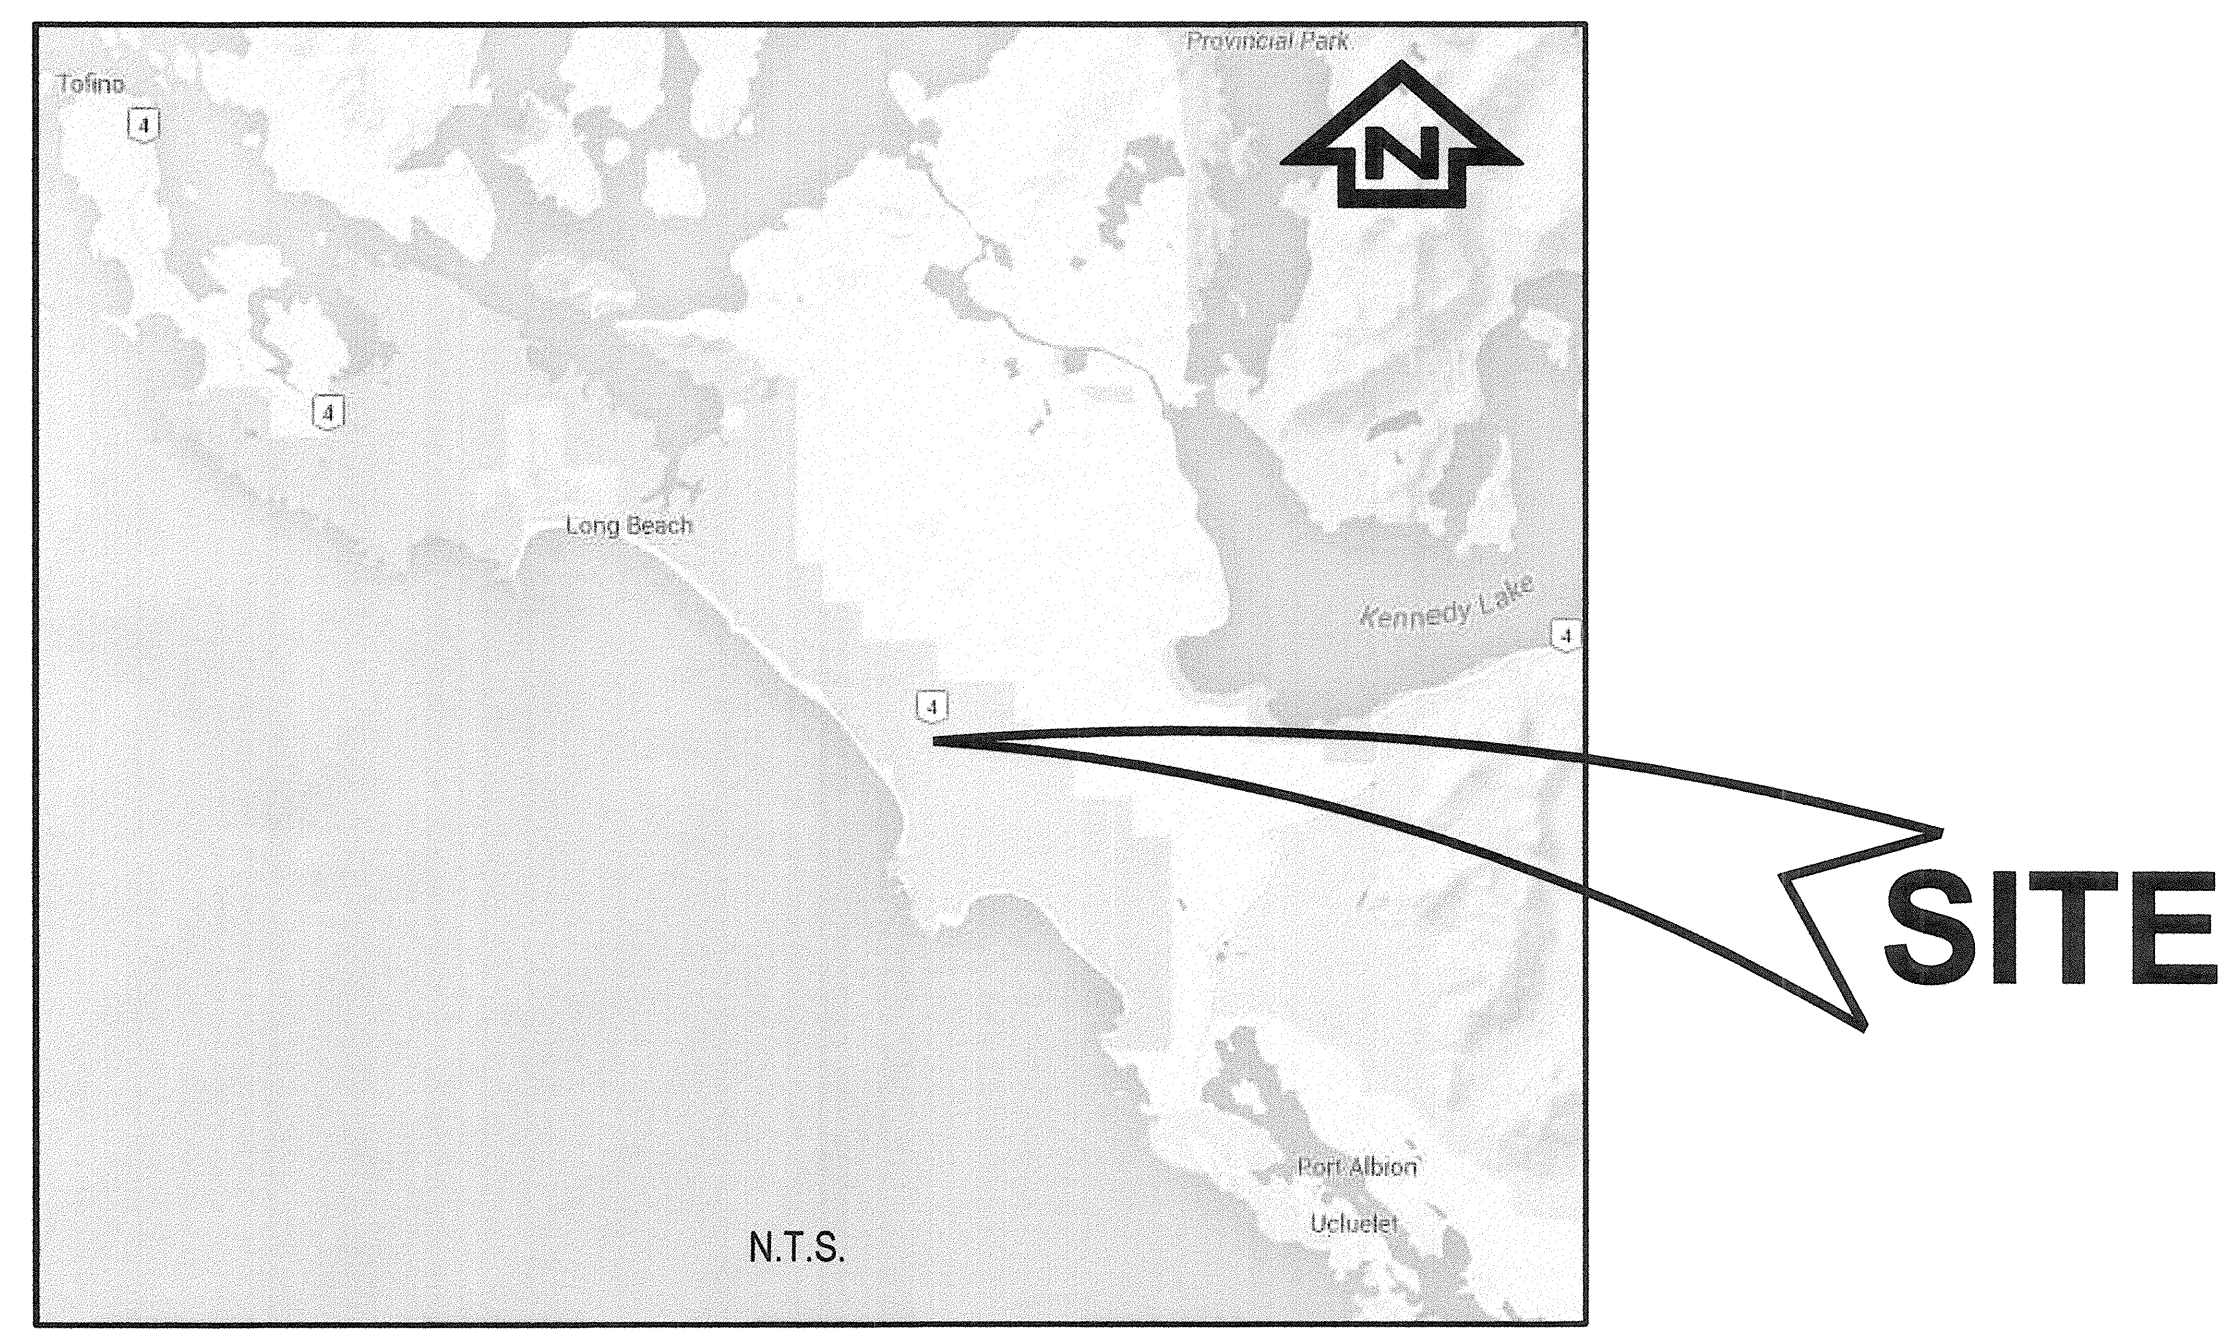 Provincial Park
Tofino
4
N
4
Long Beach
Kennedy Lake
4
4
SITE
Port Albion
Ucluelet
N.T.S.